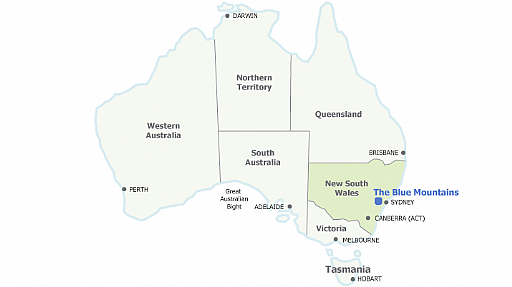 DARWIN
Northern
Territory
Queensland
Western
Australia
BRISBANE
South
Australia
New South
Wales
The Blue Mountains
PERTH
Great
Australian
Bight
ADELAIDE
SYDNEY
CANBERRA (ACT)
Victoria
MELBOURNE
Tasmania
HOBART